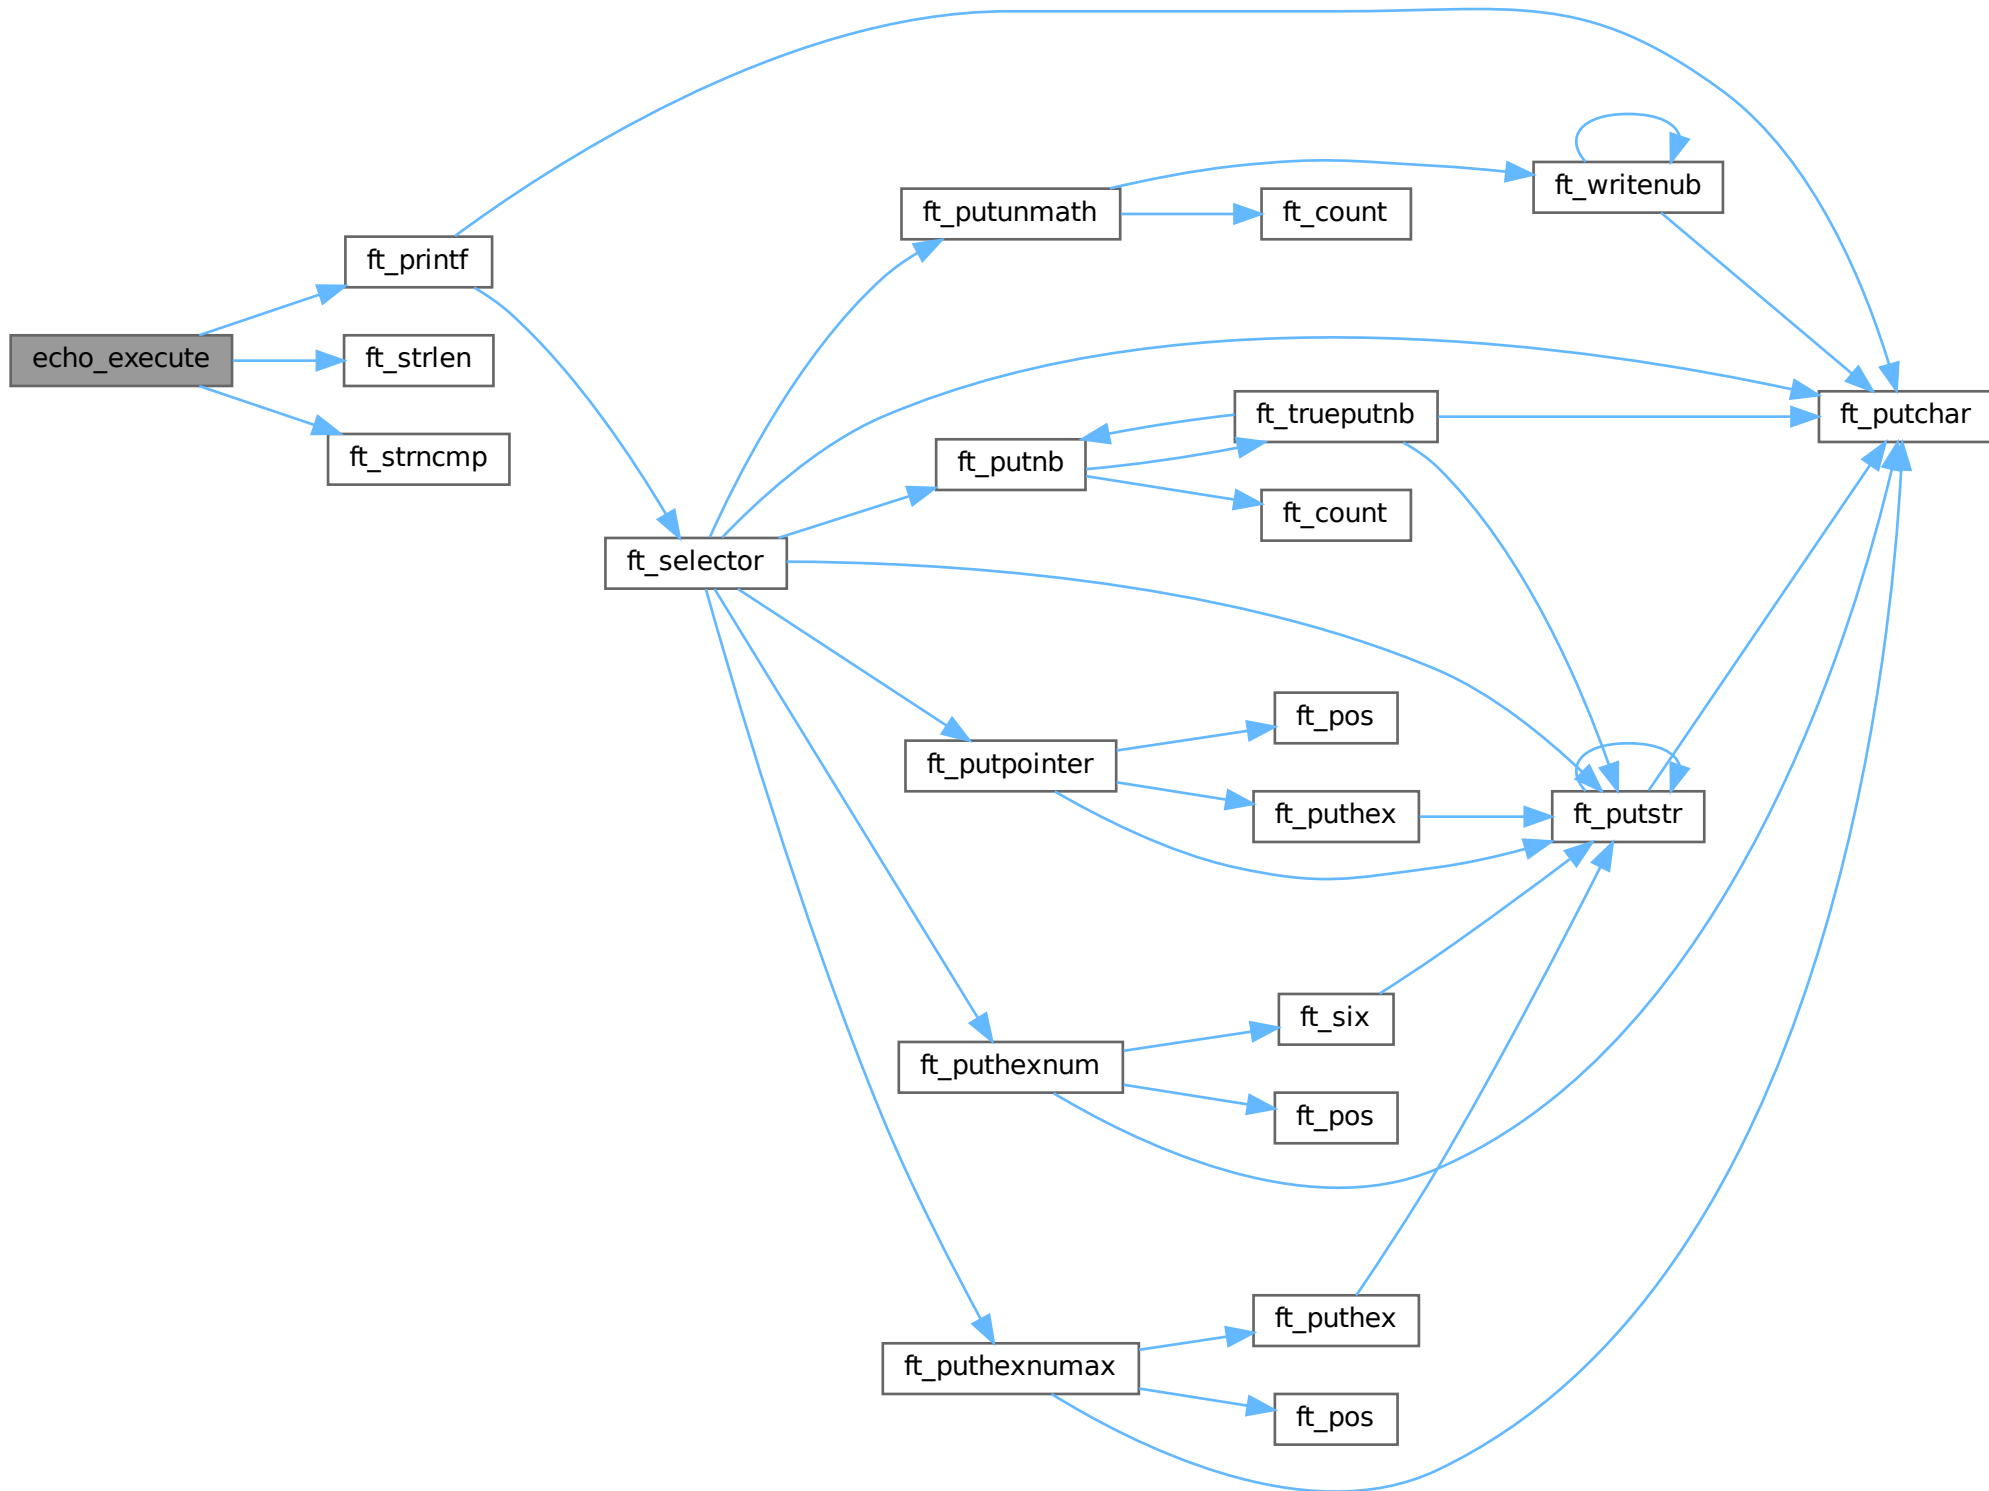 echo_execute
ft_printf
ft_strlen
ft_strncmp
ft_selector
ft_putunmath
ft_count
ft_writenub
ft_putnb
ft_trueputnb
ft_count
ft_putchar
ft_putpointer
ft_pos
ft_puthex
ft_putstr
ft_puthexnum
ft_six
ft_pos
ft_puthexnumax
ft_puthex
ft_pos